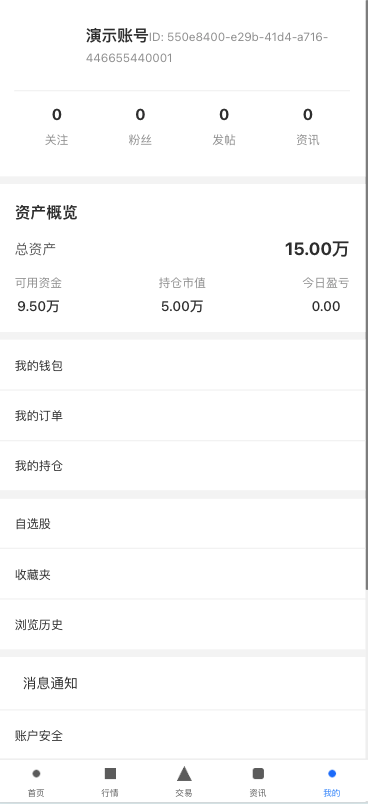 演示账号ID: 550e8400-e29b-41d4-a716-
446655440001
0 0 0 0
关注 粉丝 发帖 资讯
资产概览
总资产 15.00万
可用资金 持仓市值 今日盈亏
9.50万 5.00万 0.00
我的钱包
我的订单
我的持仓
自选股
收藏夹
浏览历史
消息通知
账户安全
首页 行情 交易 资讯 我的